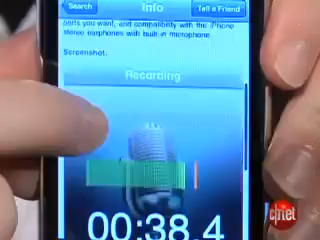 Search
Info
Tell a Friend
parts you want, and compatibility with the iPhone
stereo earphones with built-in microphone.
Screenshot.
Recording
00:38.4
c|net